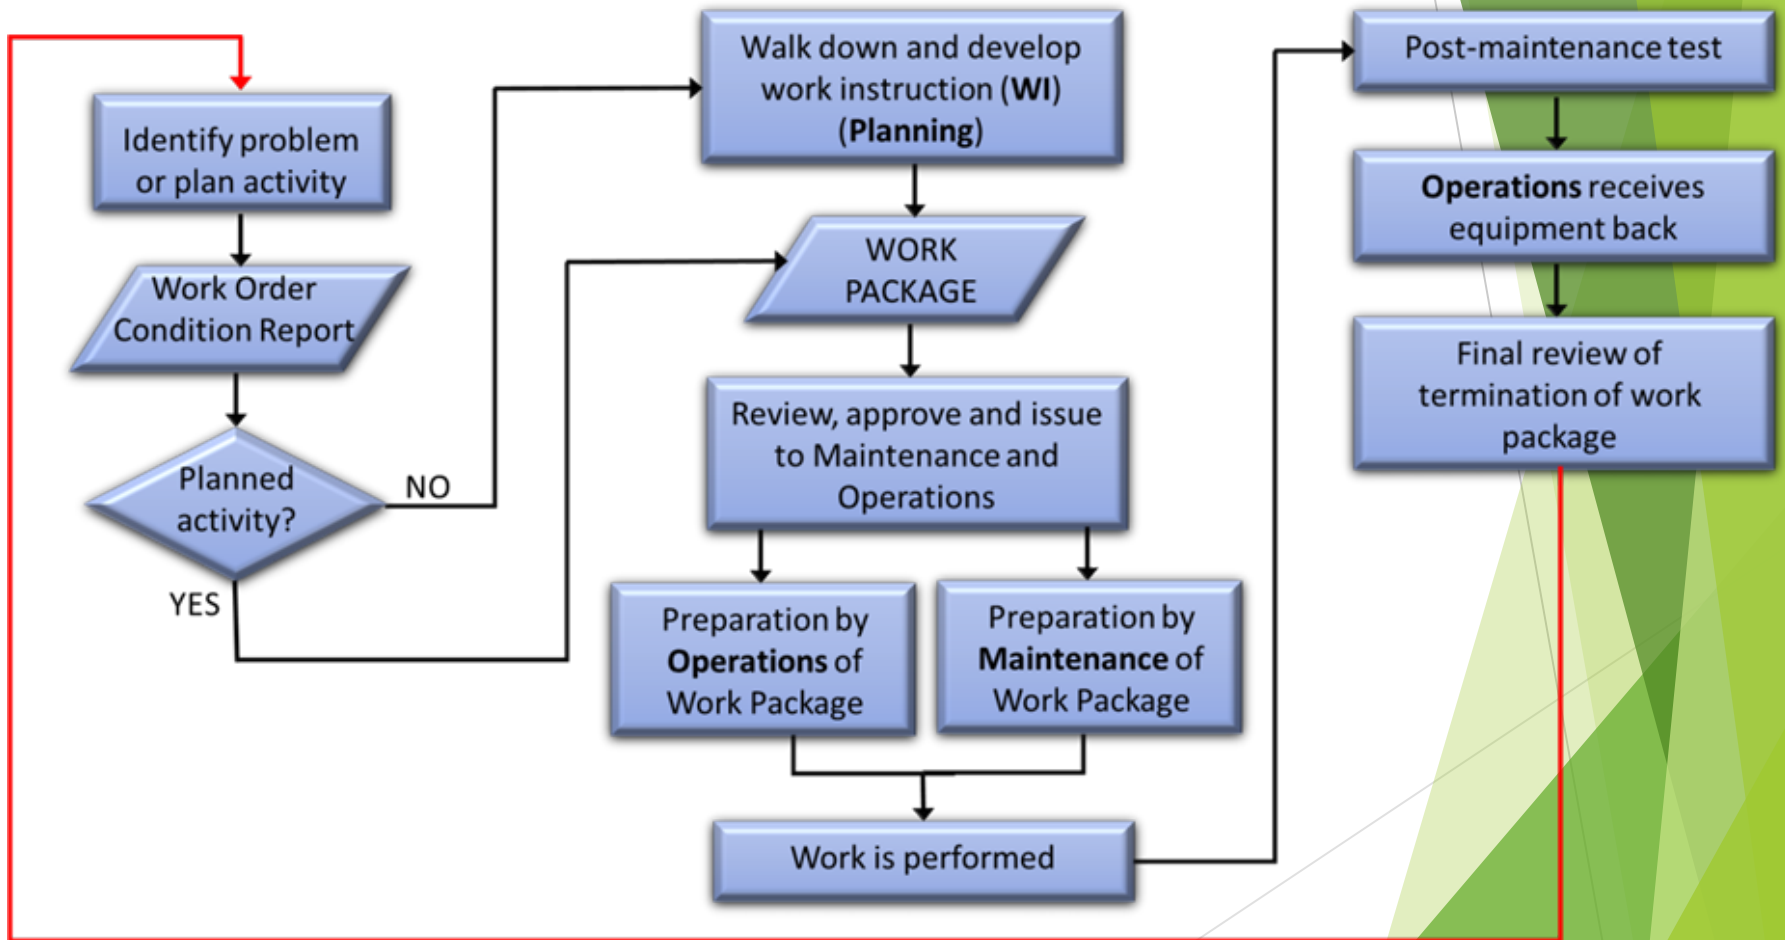 Identify problem
or plan activity
Work Order
Condition Report
Planned
activity?
NO
YES
Walk down and develop
work instruction (WI)
(Planning)
WORK
PACKAGE
Review, approve and issue
to Maintenance and
Operations
Preparation by
Operations of
Work Package
Preparation by
Maintenance of
Work Package
Work is performed
Post-maintenance test
Operations receives
equipment back
Final review of
termination of work
package